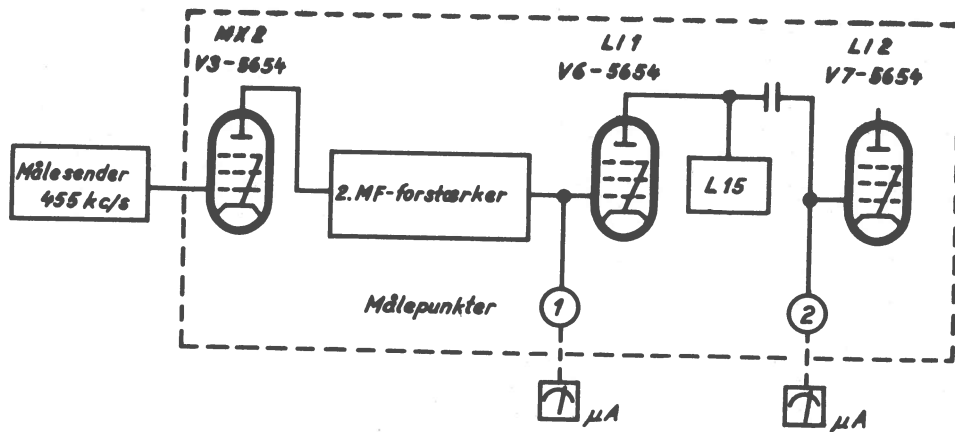 MX2
V3-5654
LI1
V6-5654
LI2
V7-5654
Målesender
455 kc/s
2. MF-forstærker
L15
Målepunkter
1
2
μA
μA